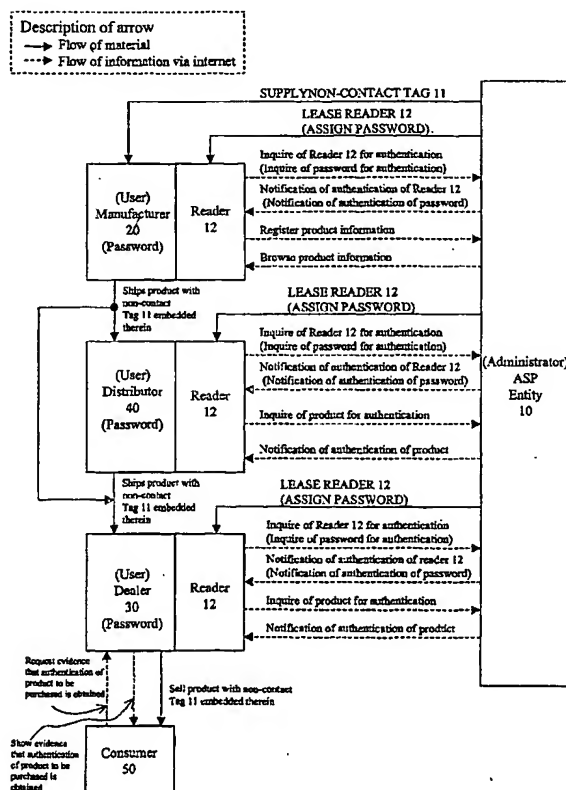 Description of arrow
Flow of material
Flow of information via internet
SUPPLYNON-CONTACT TAG 11
LEASE READER 12
(ASSIGN PASSWORD).
(User)
Manufacturer
20
(Password)
Reader
12
Inquire of Reader 12 for authentication
(Inquire of password for authentication)
Notification of authentication of Reader 12
(Notification of authentication of password)
Register product information
Browse product information
Ships product with
non-contact
Tag 11 embedded
therein
LEASE READER 12
(ASSIGN PASSWORD)
(User)
Distributor
40
(Password)
Reader
12
Inquire of Reader 12 for authentication
(Inquire of password for authentication)
Notification of authentication of Reader 12
(Notification of authentication of password)
Inquire of product for authentication
Notification of authentication of product
(Administrator)
ASP
Entity
10
Ships product with
non-contact
Tag 11 embedded
therein
LEASE READER 12
(ASSIGN PASSWORD)
(User)
Dealer
30
(Password)
Reader
12
Inquire of Reader 12 for authentication
(Inquire of password for authentication)
Notification of authentication of reader 12
(Notification of authentication of password)
Inquire of product for authentication
Notification of authentication of product
Request evidence
that authentication of
product to be
purchased is obtained
Sell product with non-contact
Tag 11 embedded therein
Show evidence
that authentication
of product to be
purchased is
obtained
Consumer
50